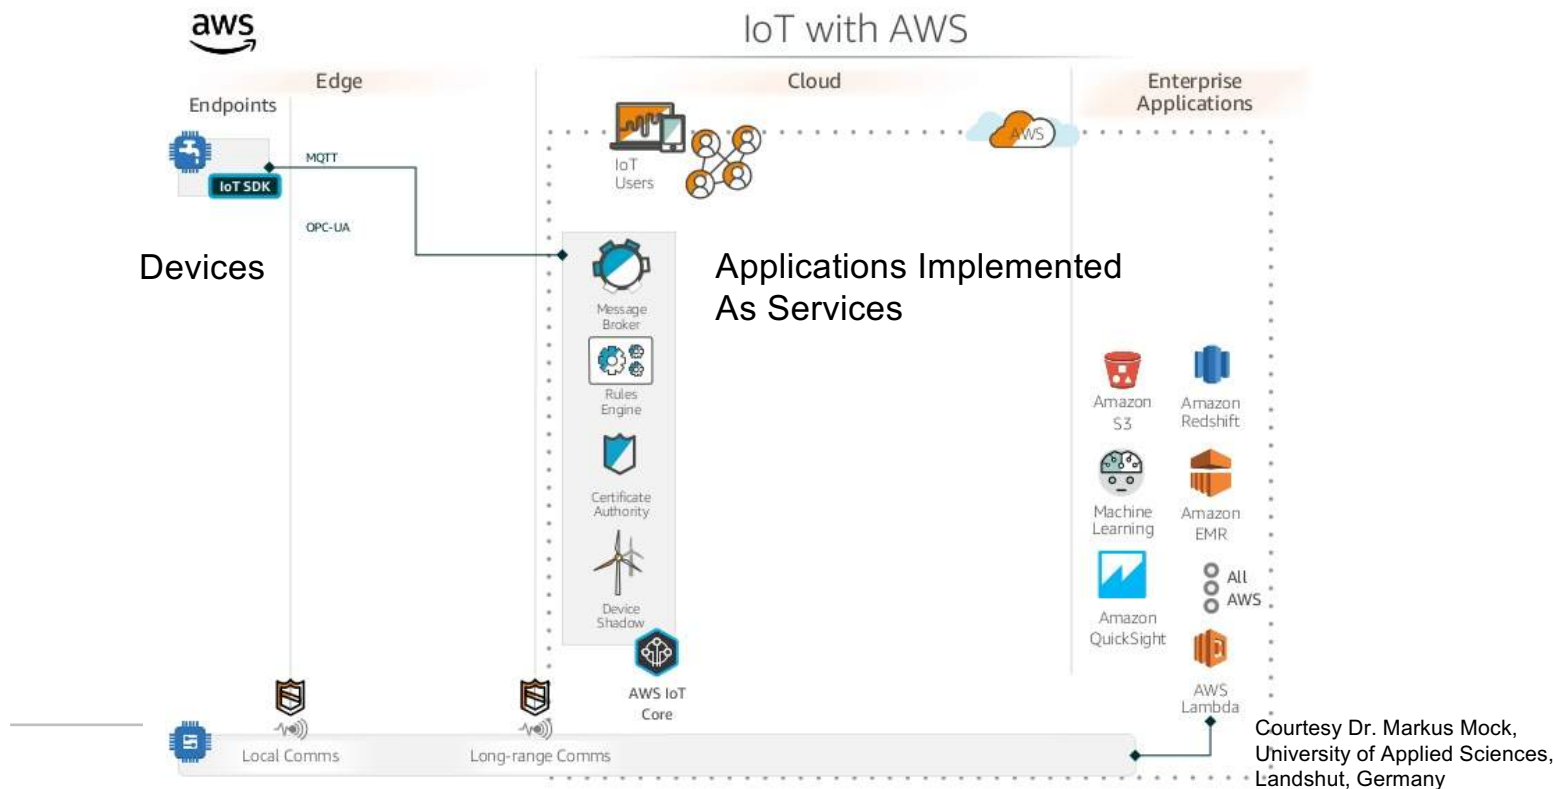 aws
IoT with AWS
Edge
Cloud
Enterprise
Applications
Endpoints
AWS
MQTT
IoT SDK
IoT
Users
OPC-UA
Devices
Applications Implemented
As Services
Message
Broker
Rules
Engine
Certificate
Authority
Device
Shadow
AWS IoT
Core
Amazon
S3
Amazon
Redshift
Machine
Learning
Amazon
EMR
Amazon
QuickSight
All
AWS
AWS
Lambda
Local Comms
Long-range Comms
Courtesy Dr. Markus Mock,
University of Applied Sciences,
Landshut, Germany